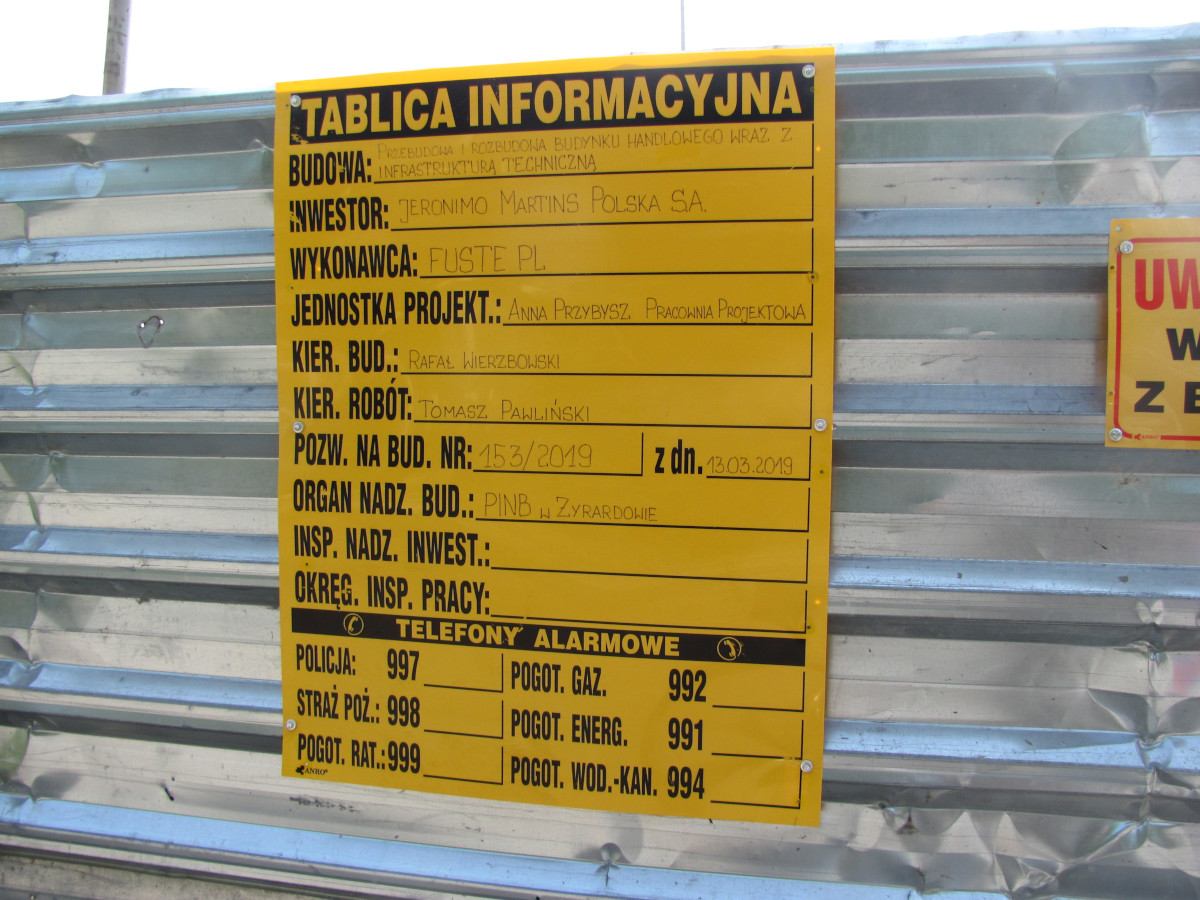 TABLICA INFORMACYJNA
BUDOWA: PRZEBUDOWA I ROZBUDOWA BUDYNKU HANDLOWEGO WRAZ Z
INFRASTRUKTURĄ TECHNICZNĄ
INWESTOR: JERONIMO MARTINS POLSKA S.A.
WYKONAWCA: FUSTE PL
JEDNOSTKA PROJEKT.: ANNA PRZYBYSZ PRACOWNIA PROJEKTOWA
KIER. BUD.: RAFAŁ WIERZBOWSKI
KIER. ROBÓT: TOMASZ PAWLIŃSKI
POZW. NA BUD. NR: 153/2019 z dn. 13.03.2019
ORGAN NADZ. BUD.: PINB W ŻYRARDOWIE
INSP. NADZ. INWEST.:
OKRĘG. INSP. PRACY:
TELEFONY ALARMOWE
POLICJA: 997 POGOT. GAZ. 992
STRAŻ POŻ.: 998 POGOT. ENERG. 991
POGOT. RAT.: 999 POGOT. WOD.-KAN. 994
ANRO
UW
W
Z B